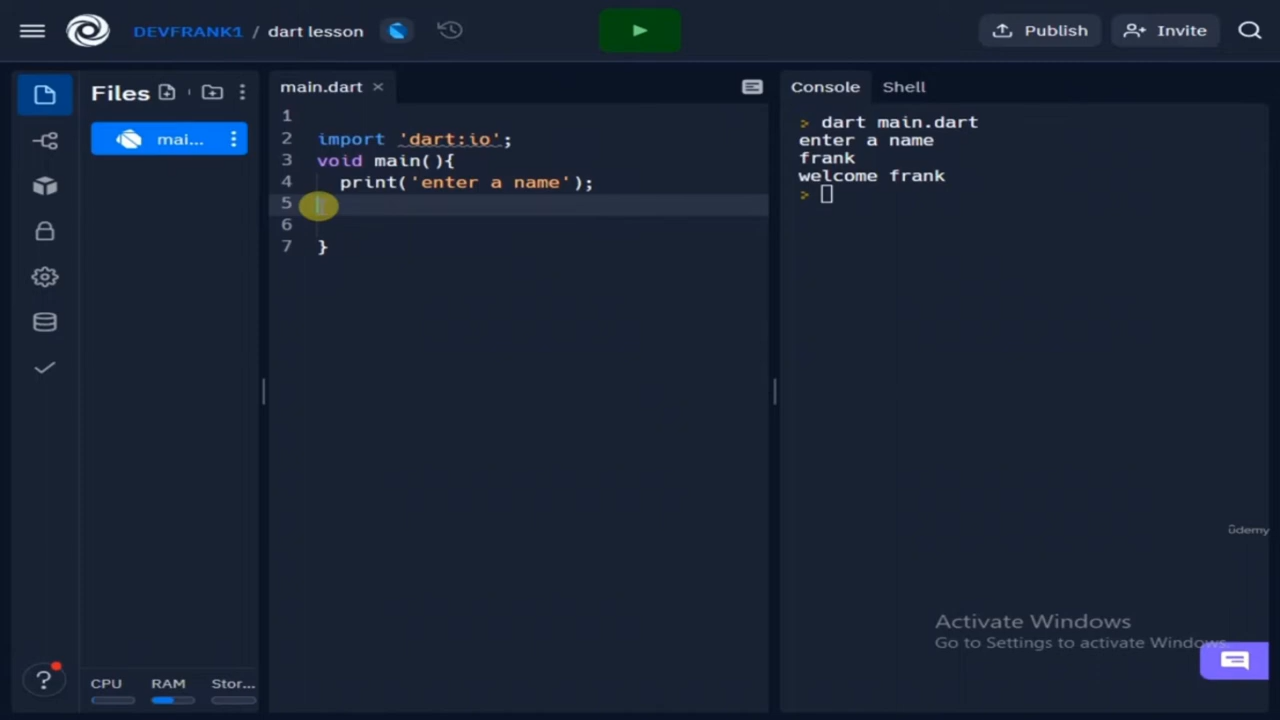 DEVFRANK1 / dart lesson
Publish
Invite
Files
mai...
main.dart ×
1
2 import 'dart:io';
3 void main(){
4 print('enter a name');
5
6
7 }
Console Shell
> dart main.dart
enter a name
frank
welcome frank
>
ûdemy
Activate Windows
Go to Settings to activate Windows.
?
CPU RAM Stor...